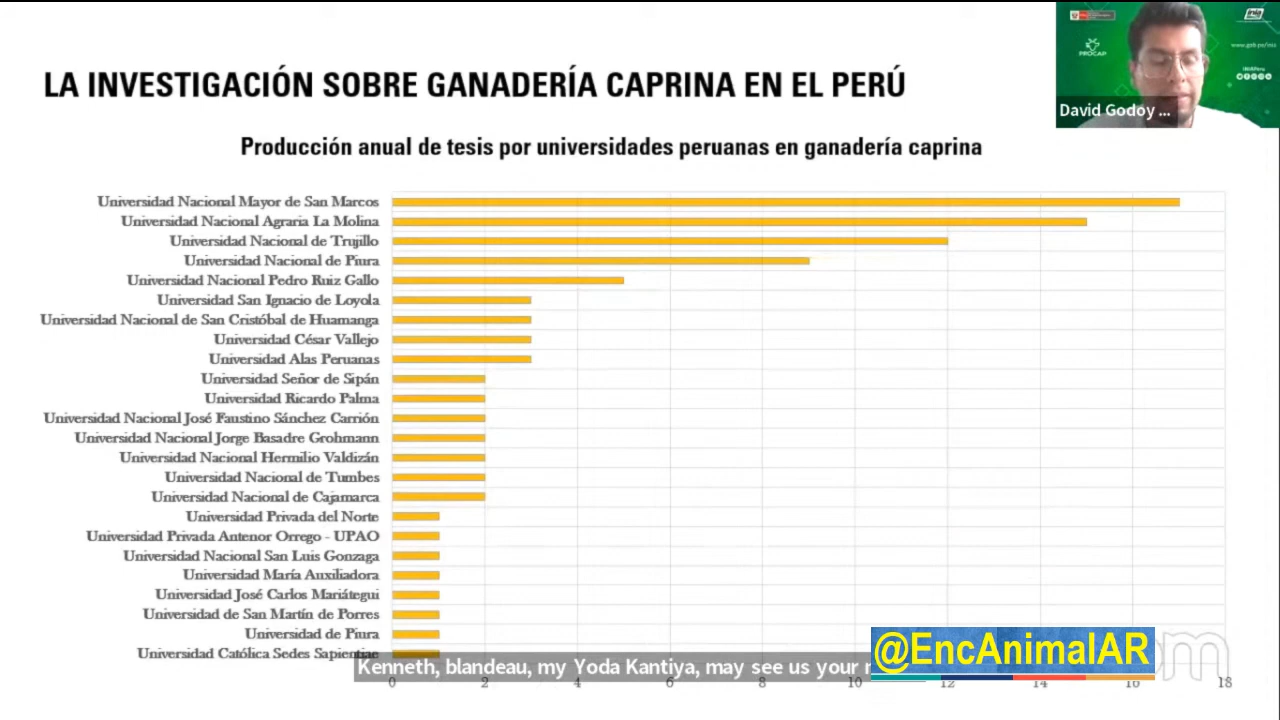 LA INVESTIGACIÓN SOBRE GANADERÍA CAPRINA EN EL PERÚ
PROCAP
www.gob.pe/inia
David Godoy ...
Producción anual de tesis por universidades peruanas en ganadería caprina
Universidad Nacional Mayor de San Marcos
Universidad Nacional Agraria La Molina
Universidad Nacional de Trujillo
Universidad Nacional de Piura
Universidad Nacional Pedro Ruiz Gallo
Universidad San Ignacio de Loyola
Universidad Nacional de San Cristóbal de Huamanga
Universidad César Vallejo
Universidad Alas Peruanas
Universidad Señor de Sipán
Universidad Ricardo Palma
Universidad Nacional José Faustino Sánchez Carrión
Universidad Nacional Jorge Basadre Grohmann
Universidad Nacional Hermilio Valdizán
Universidad Nacional de Tumbes
Universidad Nacional de Cajamarca
Universidad Privada del Norte
Universidad Privada Antenor Orrego - UPAO
Universidad Nacional San Luis Gonzaga
Universidad María Auxiliadora
Universidad José Carlos Mariátegui
Universidad de San Martín de Porres
Universidad de Piura
Universidad Católica Sedes Sapientiae
Kenneth, blandeau, my Yoda Kantiya, may see us your
@EncAnimalAR
0 2 4 6 8 10 12 14 16 18